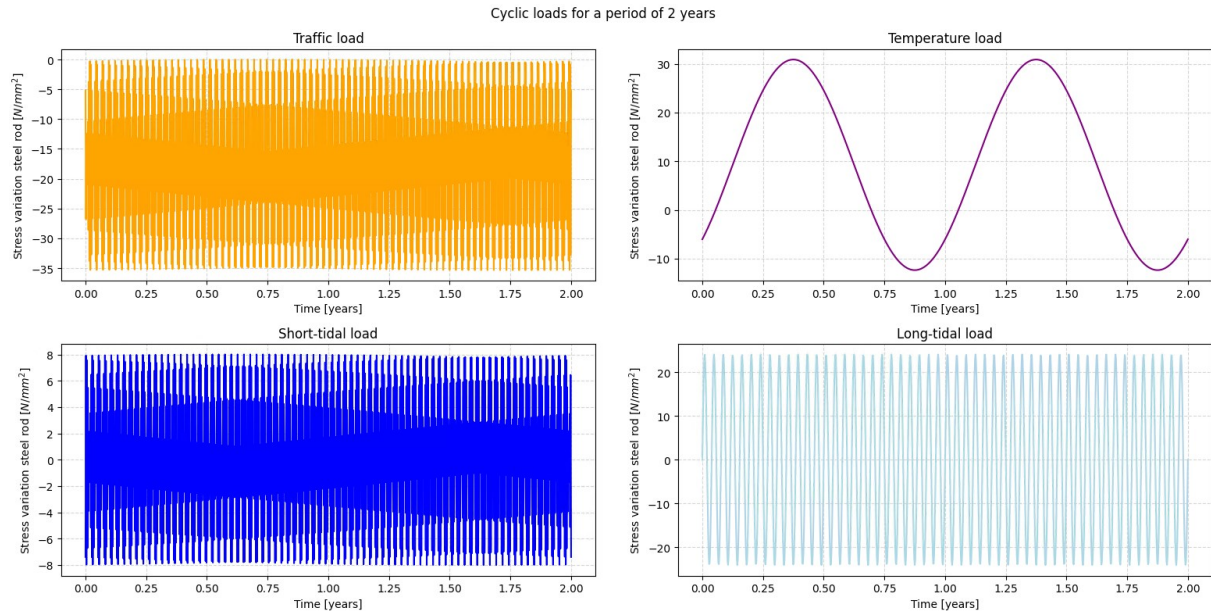 Cyclic loads for a period of 2 years
Traffic load
Stress variation steel rod [N/mm²]
0
−5
−10
−15
−20
−25
−30
−35
0.00 0.25 0.50 0.75 1.00 1.25 1.50 1.75 2.00
Time [years]
Temperature load
Stress variation steel rod [N/mm²]
30
20
10
0
−10
0.00 0.25 0.50 0.75 1.00 1.25 1.50 1.75 2.00
Time [years]
Short-tidal load
Stress variation steel rod [N/mm²]
8
6
4
2
0
−2
−4
−6
−8
0.00 0.25 0.50 0.75 1.00 1.25 1.50 1.75 2.00
Time [years]
Long-tidal load
Stress variation steel rod [N/mm²]
20
10
0
−10
−20
0.00 0.25 0.50 0.75 1.00 1.25 1.50 1.75 2.00
Time [years]